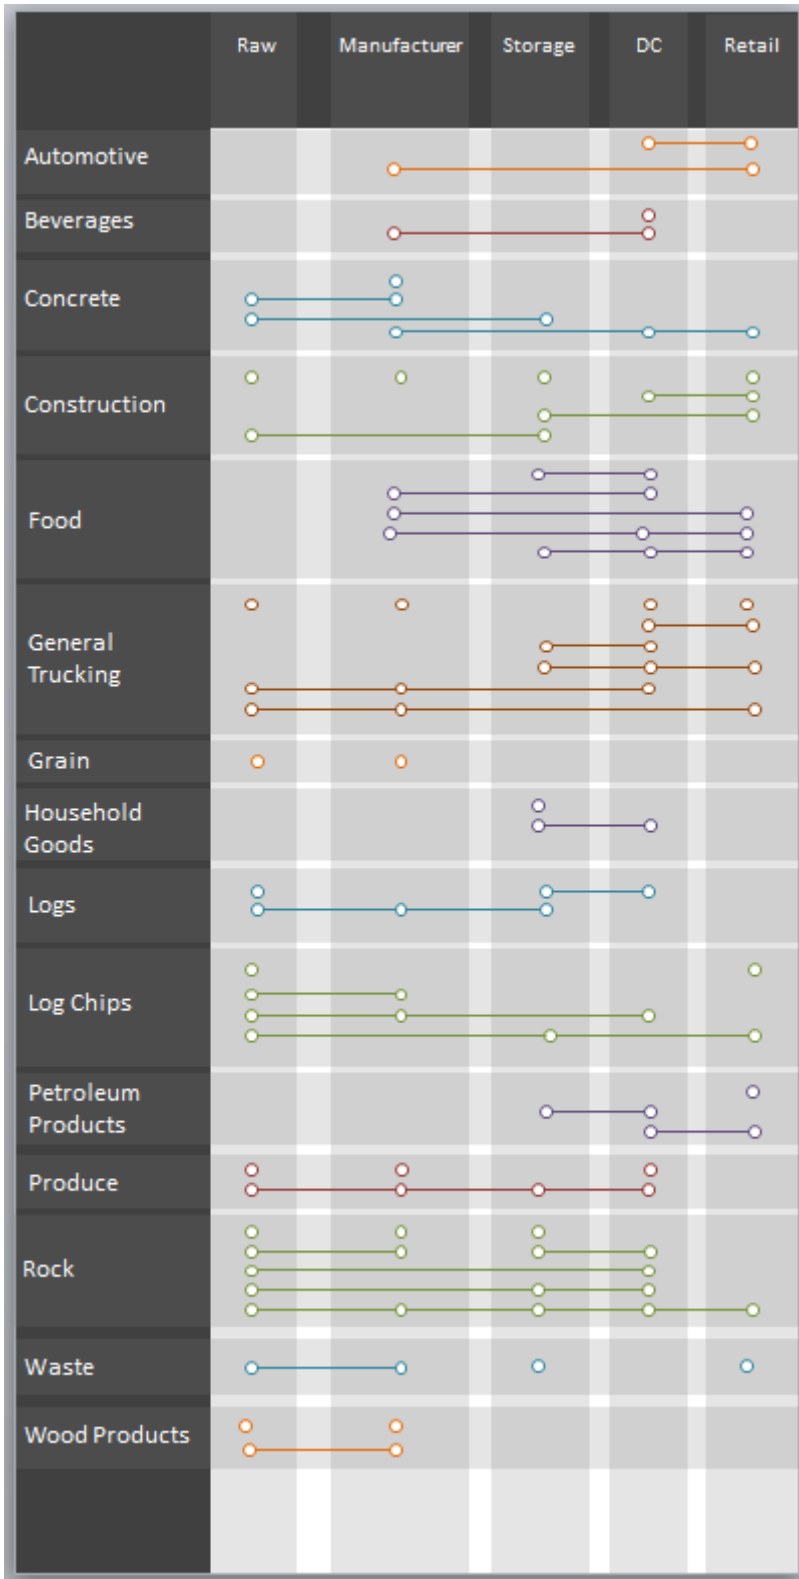 Raw Manufacturer Storage DC Retail
Automotive
Beverages
Concrete
Construction
Food
General
Trucking
Grain
Household
Goods
Logs
Log Chips
Petroleum
Products
Produce
Rock
Waste
Wood Products